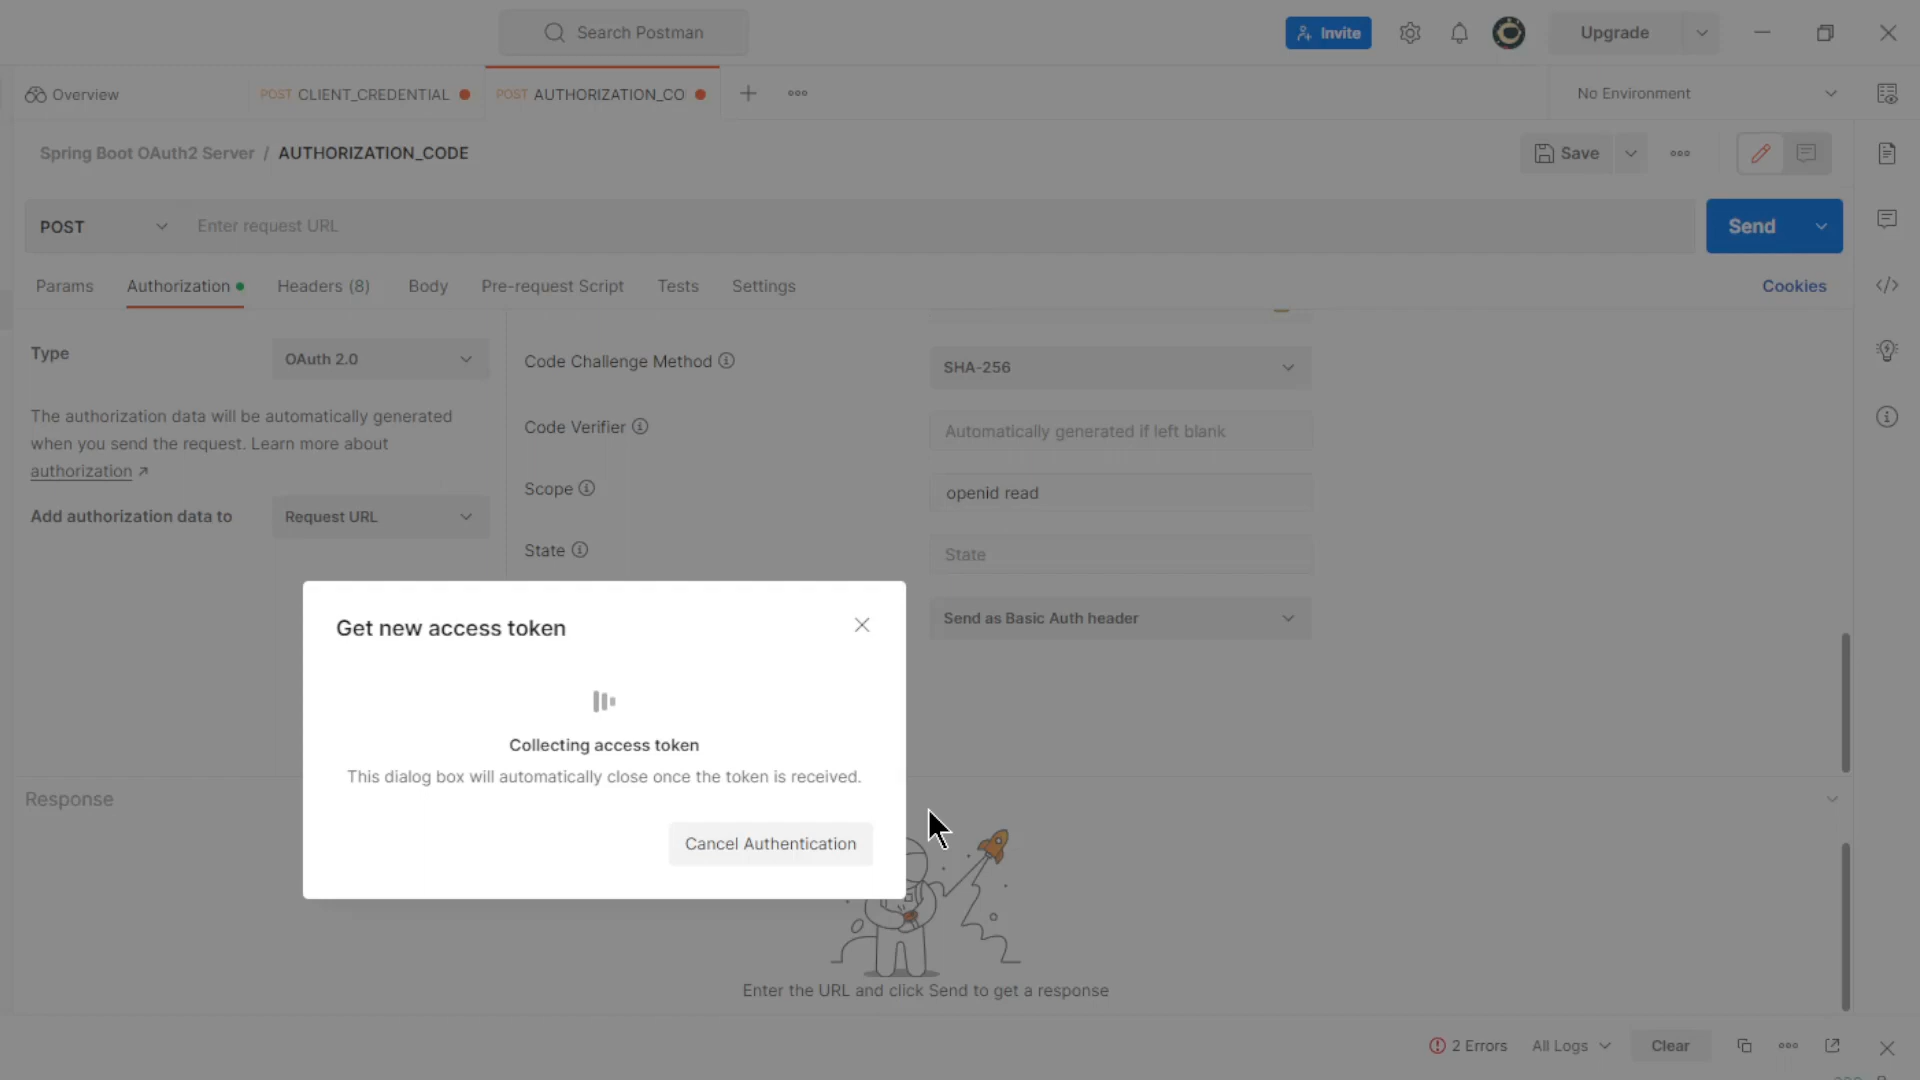 Search Postman
Invite
Upgrade
Overview
POST CLIENT_CREDENTIAL
POST AUTHORIZATION_CO
No Environment
Spring Boot OAuth2 Server / AUTHORIZATION_CODE
Save
POST
Enter request URL
Send
Params
Authorization
Headers (8)
Body
Pre-request Script
Tests
Settings
Cookies
Type
OAuth 2.0
The authorization data will be automatically generated
when you send the request. Learn more about
authorization ↗
Add authorization data to
Request URL
Code Challenge Method
SHA-256
Code Verifier
Automatically generated if left blank
Scope
openid read
State
State
Send as Basic Auth header
Get new access token
Collecting access token
This dialog box will automatically close once the token is received.
Cancel Authentication
Response
Enter the URL and click Send to get a response
2 Errors
All Logs
Clear